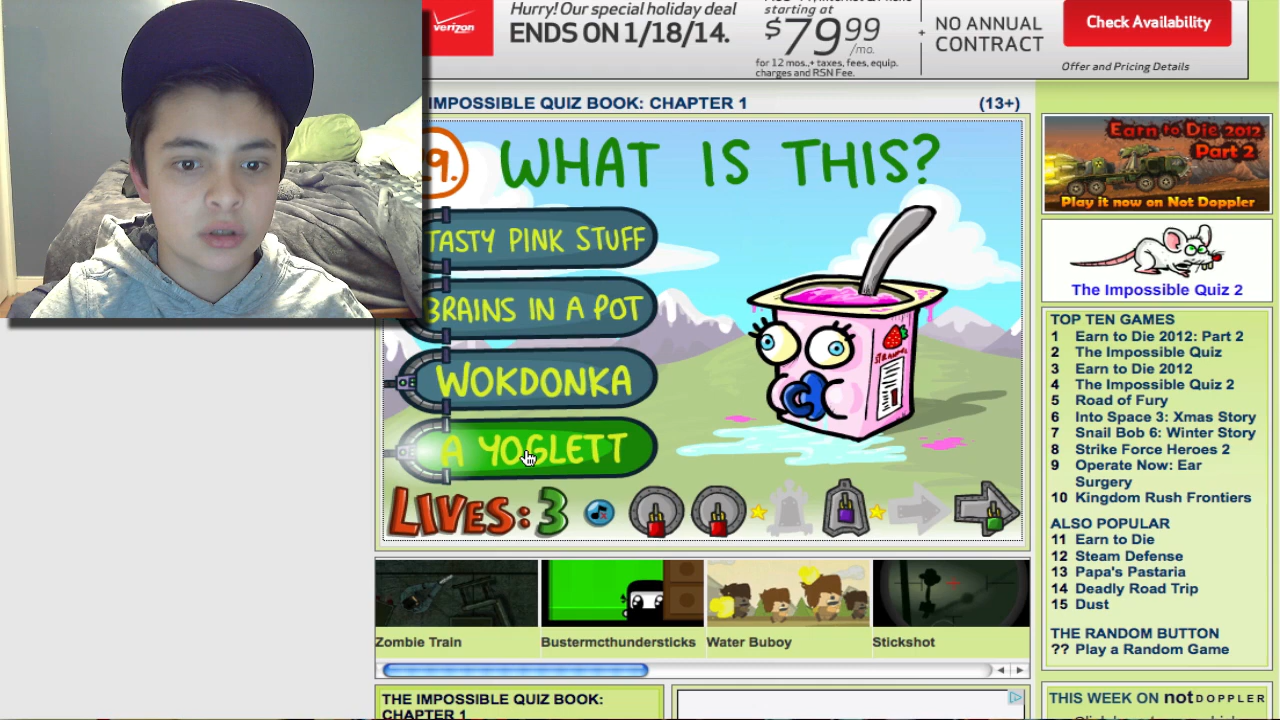 verizon
Hurry! Our special holiday deal
ENDS ON 1/18/14.
starting at
$79.99
/mo.
for 12 mos.,+ taxes, fees, equip.
charges and RSN Fee.
+
NO ANNUAL
CONTRACT
Check Availability
Offer and Pricing Details
IMPOSSIBLE QUIZ BOOK: CHAPTER 1
(13+)
9.
WHAT IS THIS?
TASTY PINK STUFF
BRAINS IN A POT
WOKDONKA
A YOGLETT
LIVES: 3
Zombie Train
Bustermcthundersticks
Water Buboy
Stickshot
THE IMPOSSIBLE QUIZ BOOK:
CHAPTER 1
Earn to Die 2012
Part 2
Play it now on Not Doppler
The Impossible Quiz 2
TOP TEN GAMES
1 Earn to Die 2012: Part 2
2 The Impossible Quiz
3 Earn to Die 2012
4 The Impossible Quiz 2
5 Road of Fury
6 Into Space 3: Xmas Story
7 Snail Bob 6: Winter Story
8 Strike Force Heroes 2
9 Operate Now: Ear
Surgery
10 Kingdom Rush Frontiers
ALSO POPULAR
11 Earn to Die
12 Steam Defense
13 Papa's Pastaria
14 Deadly Road Trip
15 Dust
THE RANDOM BUTTON
?? Play a Random Game
THIS WEEK ON notDOPPLER